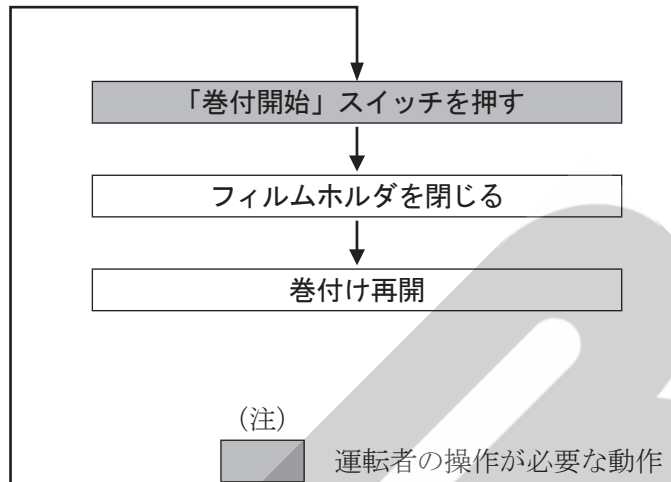 「巻付開始」スイッチを押す
フィルムホルダを閉じる
巻付け再開
（注）
運転者の操作が必要な動作